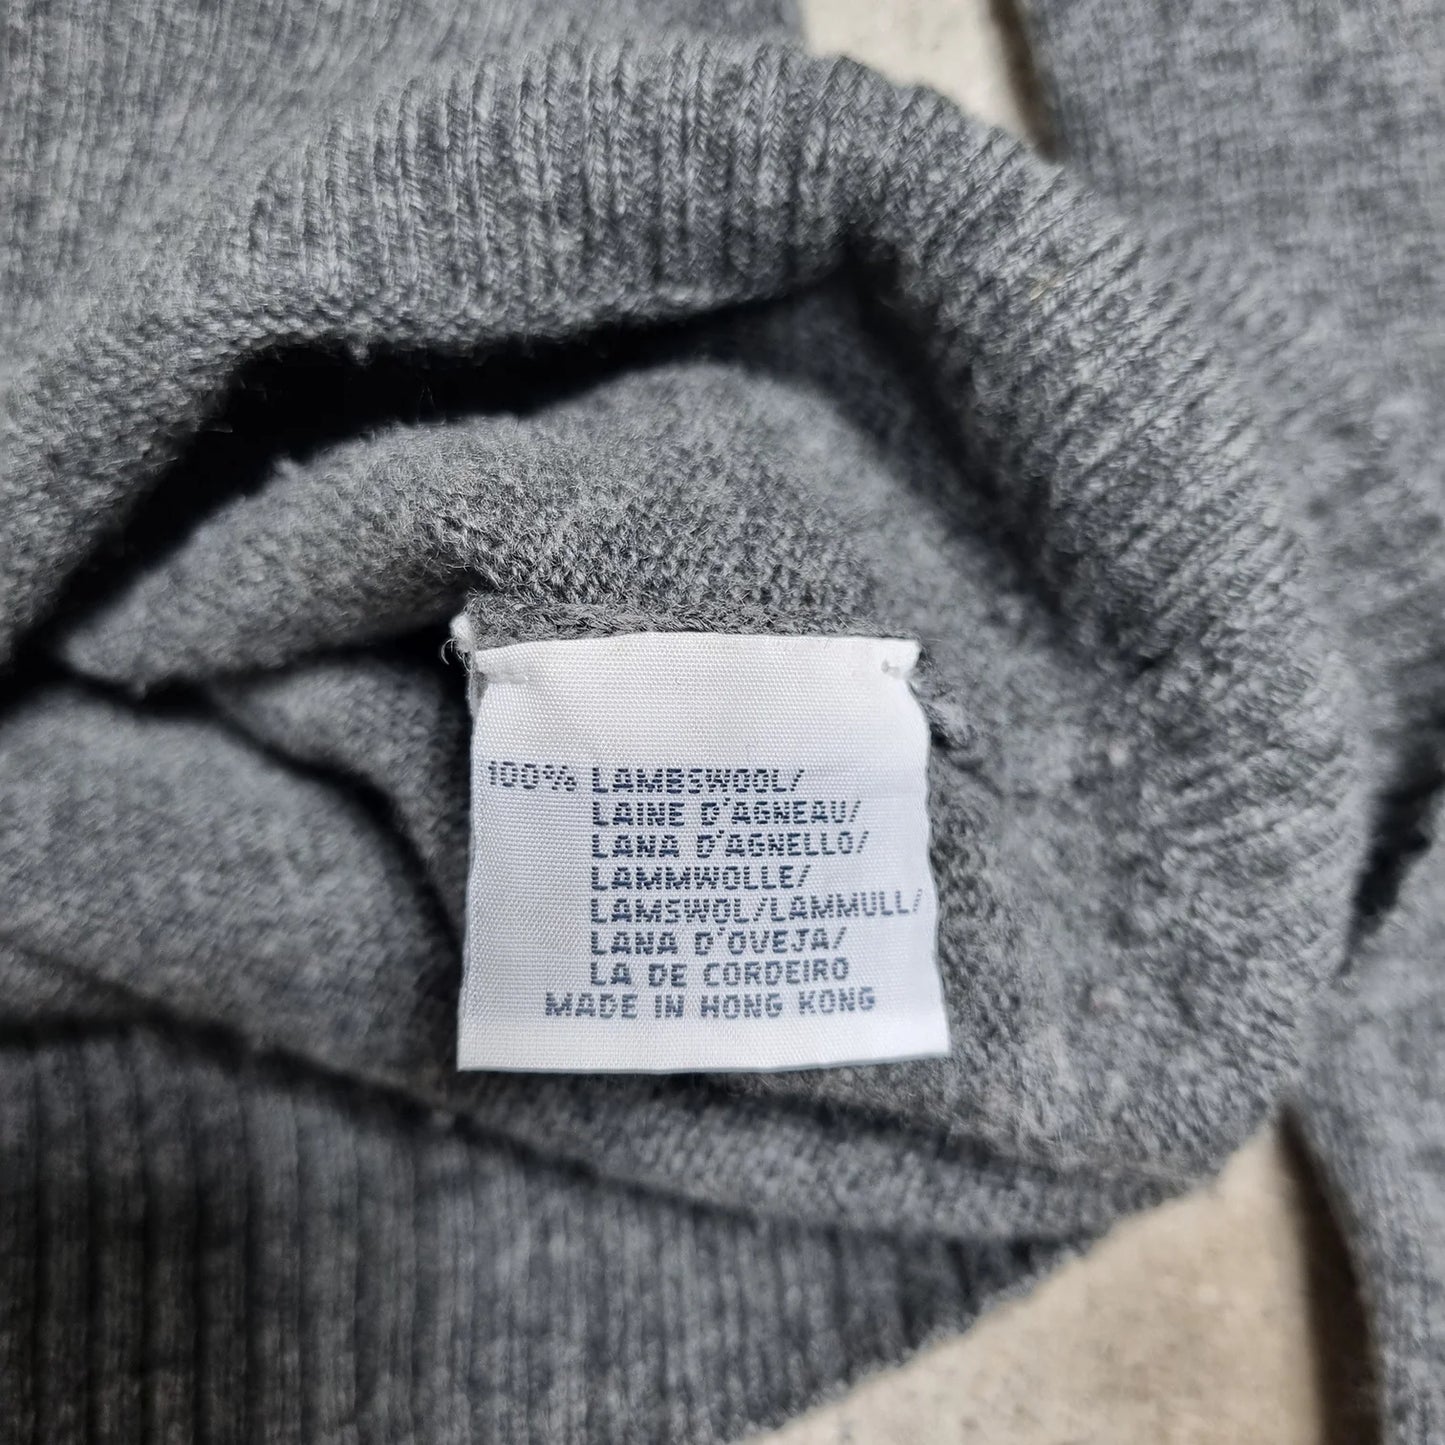 100% LAMBSWOOL/
LAINE D'AGNEAU/
LANA D'AGNELLO/
LAMMWOLLE/
LAMSWOL/LAMMULL/
LANA D'OVEJA/
LA DE CORDEIRO
MADE IN HONG KONG